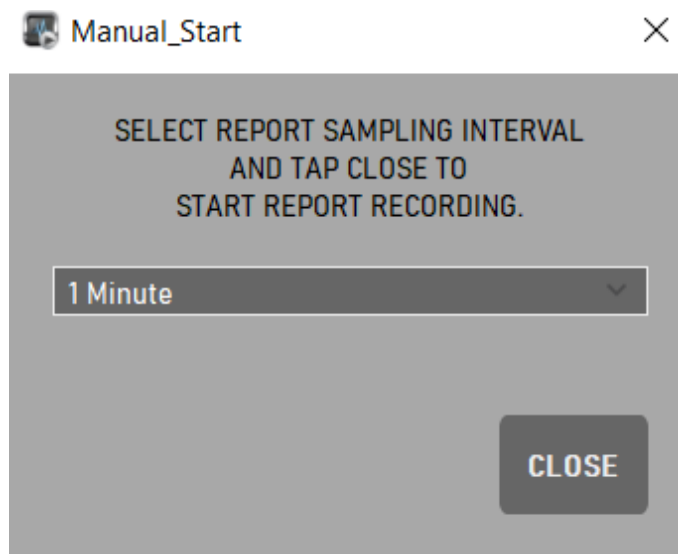 Manual_Start
SELECT REPORT SAMPLING INTERVAL
AND TAP CLOSE TO
START REPORT RECORDING.
1 Minute
CLOSE